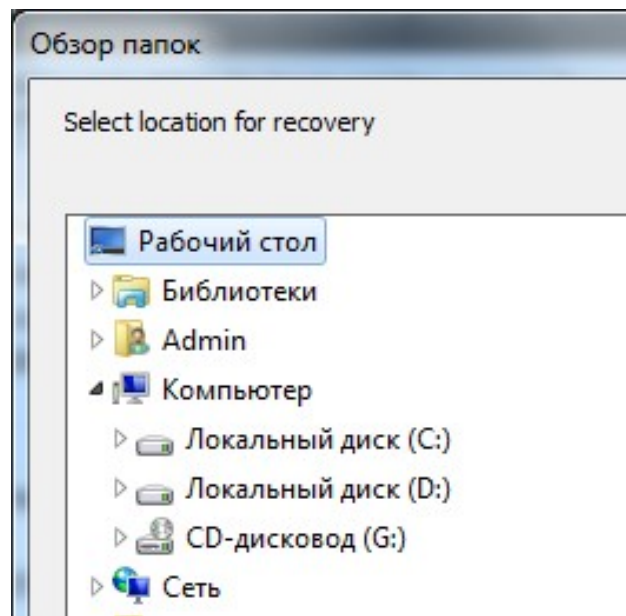 Обзор папок
Select location for recovery
Рабочий стол
Библиотеки
Admin
Компьютер
Локальный диск (C:)
Локальный диск (D:)
CD-дисковод (G:)
Сеть